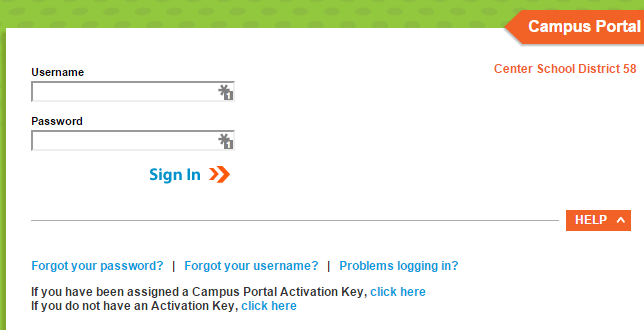 Campus Portal
Center School District 58
Username
Password
Sign In
HELP
Forgot your password? | Forgot your username? | Problems logging in?
If you have been assigned a Campus Portal Activation Key, click here
If you do not have an Activation Key, click here